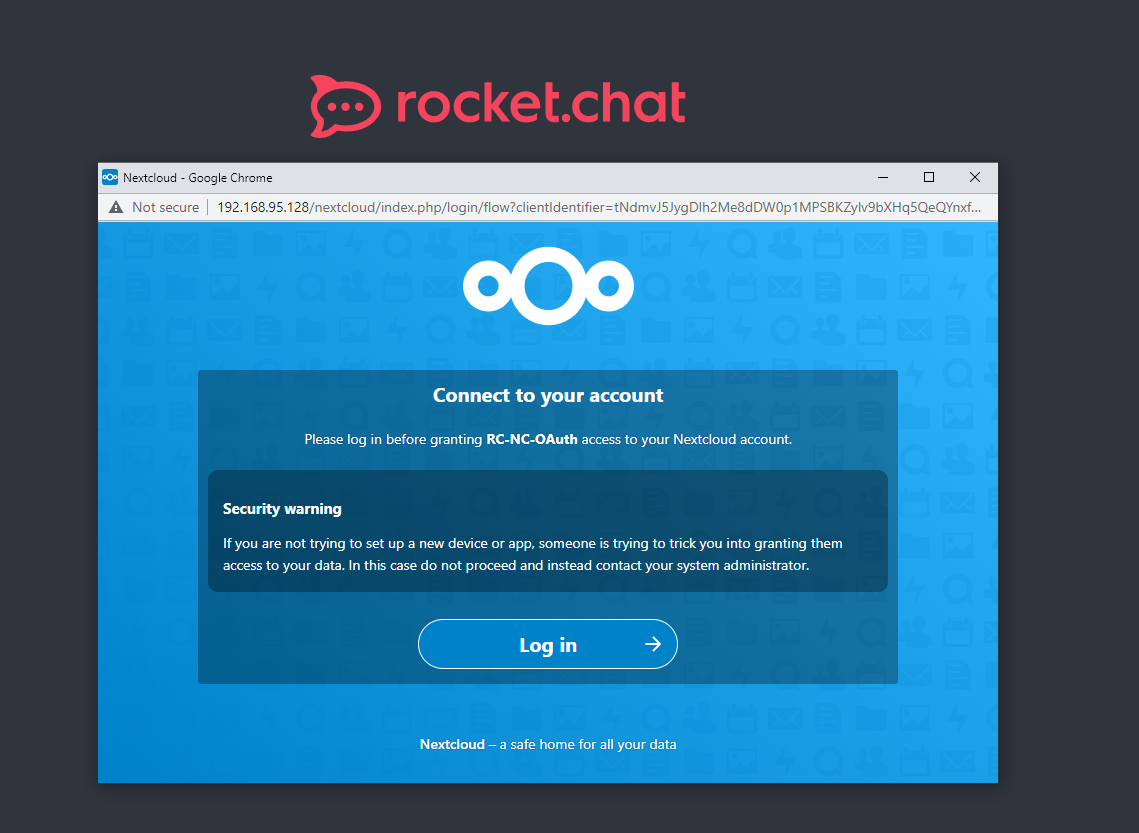 rocket.chat
Nextcloud - Google Chrome
Not secure | 192.168.95.128/nextcloud/index.php/login/flow?clientIdentifier=tNdmvJ5JygDlh2Me8dDW0p1MPSBKZylv9bXHq5QeQYnxf...
Connect to your account
Please log in before granting RC-NC-OAuth access to your Nextcloud account.
Security warning
If you are not trying to set up a new device or app, someone is trying to trick you into granting them
access to your data. In this case do not proceed and instead contact your system administrator.
Log in
Nextcloud – a safe home for all your data